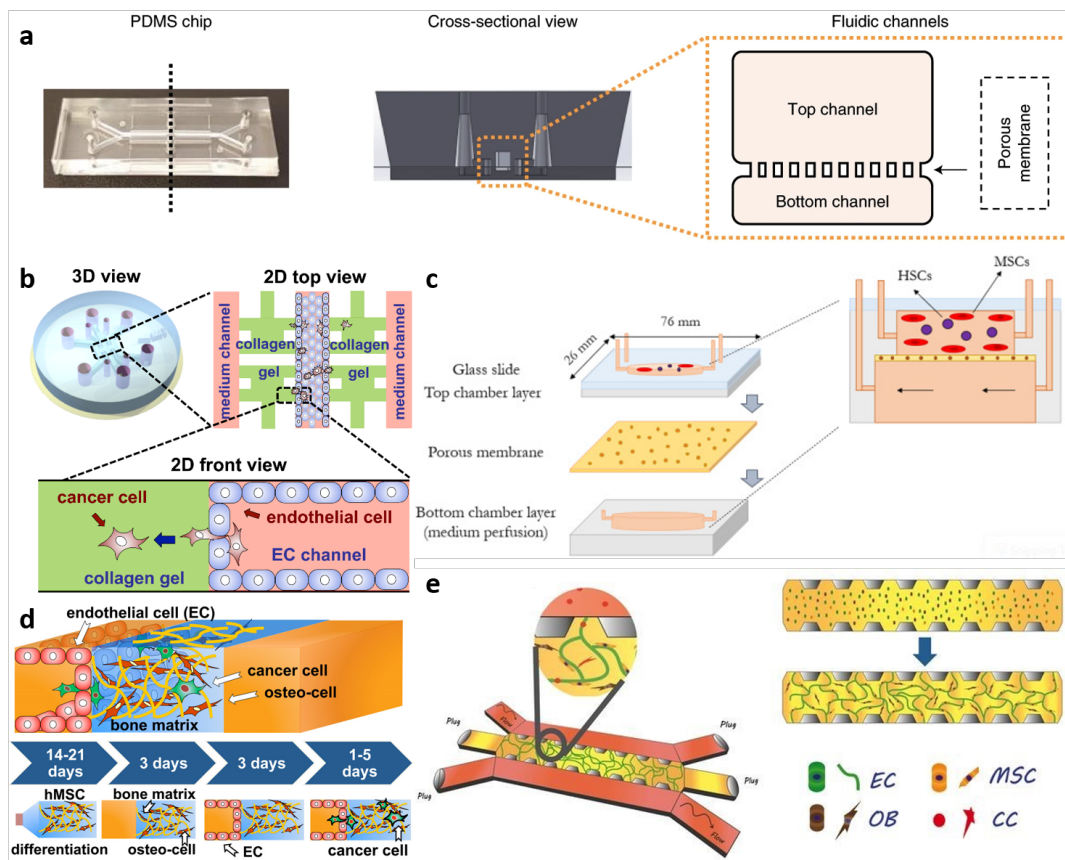 a
PDMS chip
Cross-sectional view
Fluidic channels
Top channel
Bottom channel
Porous
membrane
b
3D view
2D top view
medium channel
collagen
gel
collagen
gel
medium channel
2D front view
cancer cell
endothelial cell
EC channel
collagen gel
c
76 mm
26 mm
Glass slide
Top chamber layer
Porous membrane
Bottom chamber layer
(medium perfusion)
HSCs
MSCs
d
endothelial cell (EC)
cancer cell
osteo-cell
bone matrix
14-21
days
3 days
3 days
1-5
days
hMSC
differentiation
bone matrix
osteo-cell
EC
cancer cell
e
Plug
Flow
Plug
Plug
Plug
Flow
EC
MSC
OB
CC